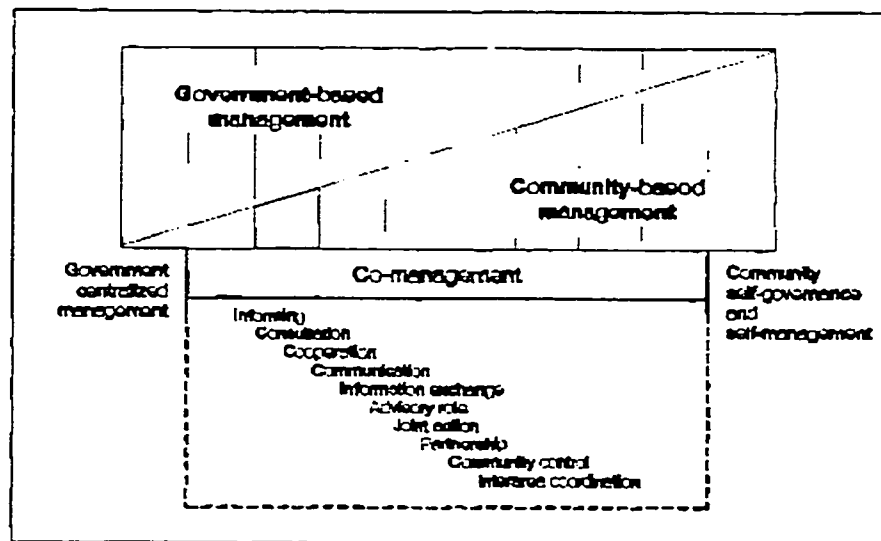 Government-based
management
Community-based
management
Government
centralized
management
Co-management
Community
self-governance
and
self-management
Informing
Consultation
Cooperation
Communication
Information exchange
Advisory role
Joint action
Partnership
Community control
Interarea coordination